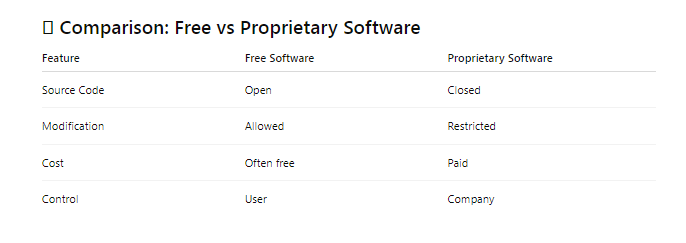 Comparison: Free vs Proprietary Software
Feature Free Software Proprietary Software
Source Code Open Closed
Modification Allowed Restricted
Cost Often free Paid
Control User Company